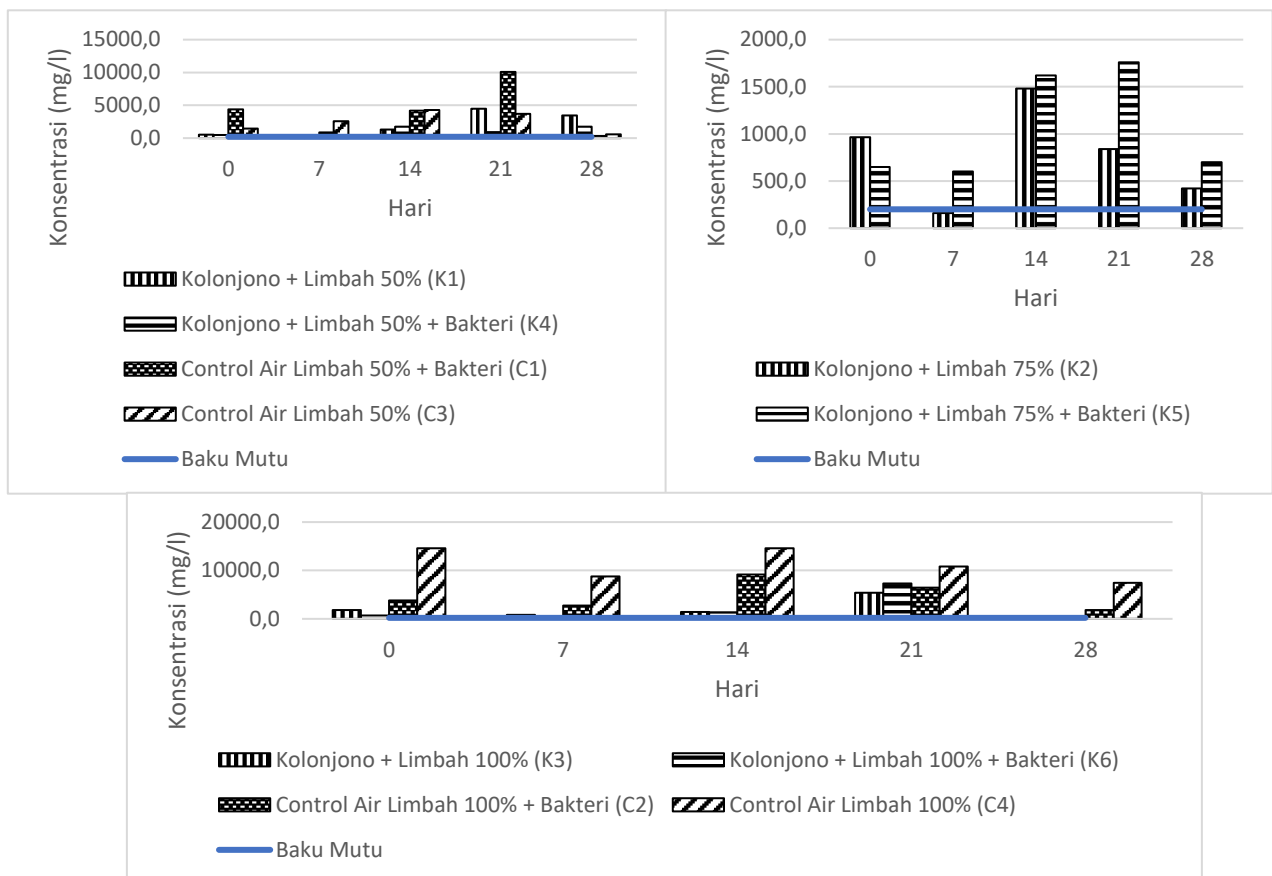 Konsentrasi (mg/l)
15000,0
10000,0
5000,0
0,0
0 7 14 21 28
Hari
Kolonjono + Limbah 50% (K1)
Kolonjono + Limbah 50% + Bakteri (K4)
Control Air Limbah 50% + Bakteri (C1)
Control Air Limbah 50% (C3)
Baku Mutu
Konsentrasi (mg/l)
2000,0
1500,0
1000,0
500,0
0,0
0 7 14 21 28
Hari
Kolonjono + Limbah 75% (K2)
Kolonjono + Limbah 75% + Bakteri (K5)
Baku Mutu
Konsentrasi (mg/l)
20000,0
10000,0
0,0
0 7 14 21 28
Hari
Kolonjono + Limbah 100% (K3) Kolonjono + Limbah 100% + Bakteri (K6)
Control Air Limbah 100% + Bakteri (C2) Control Air Limbah 100% (C4)
Baku Mutu